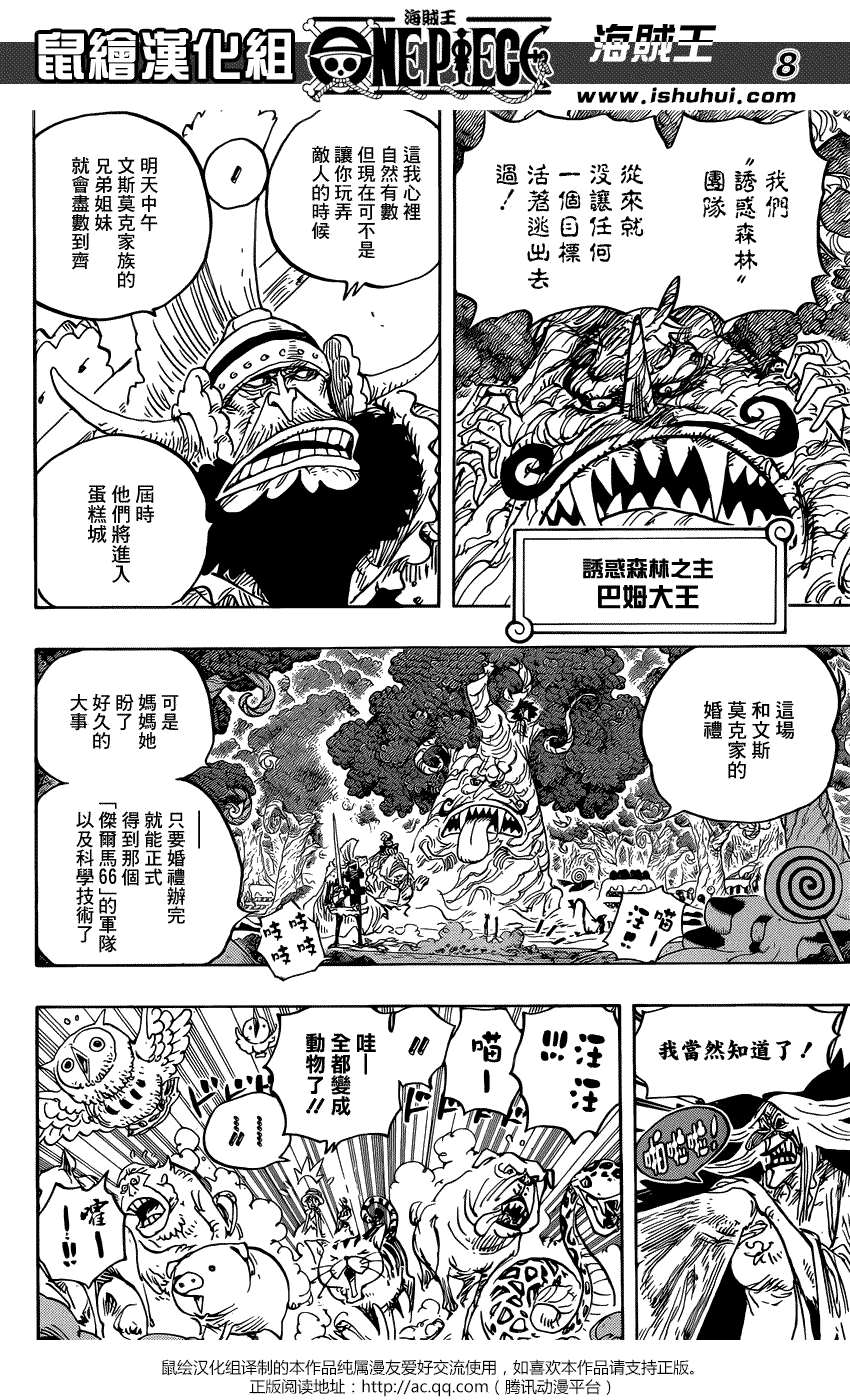 鼠繪漢化組
海賊王
ONE PIECE
海賊王
8
www.ishuhui.com
我們
“誘惑森林”
團隊
從來就
没讓任何
一個目標
活著逃出去
過！
誘惑森林之主
巴姆大王
這我心裡
自然有數
但現在可不是
讓你玩弄
敵人的時候
明天中午
文斯莫克家族的
兄弟姐妹
就會盡數到齊
屆時
他們將進入
蛋糕城
這場
和文斯
莫克家的
婚禮
可是
媽媽她
盼了
好久的
大事
——
只要婚禮辦完
就能正式
得到那個
「傑爾馬66」的軍隊
以及科學技術了
喵—
汪!!!
吱吱
吱吱吱
我當然知道了！
汪汪!!!
喵—
!!
哇—
全都變成
動物了!!
!!
!!
嚯—!!
鼠绘汉化组译制的本作品纯属漫友爱好交流使用，如喜欢本作品请支持正版。
正版阅读地址：http://ac.qq.com（腾讯动漫平台）